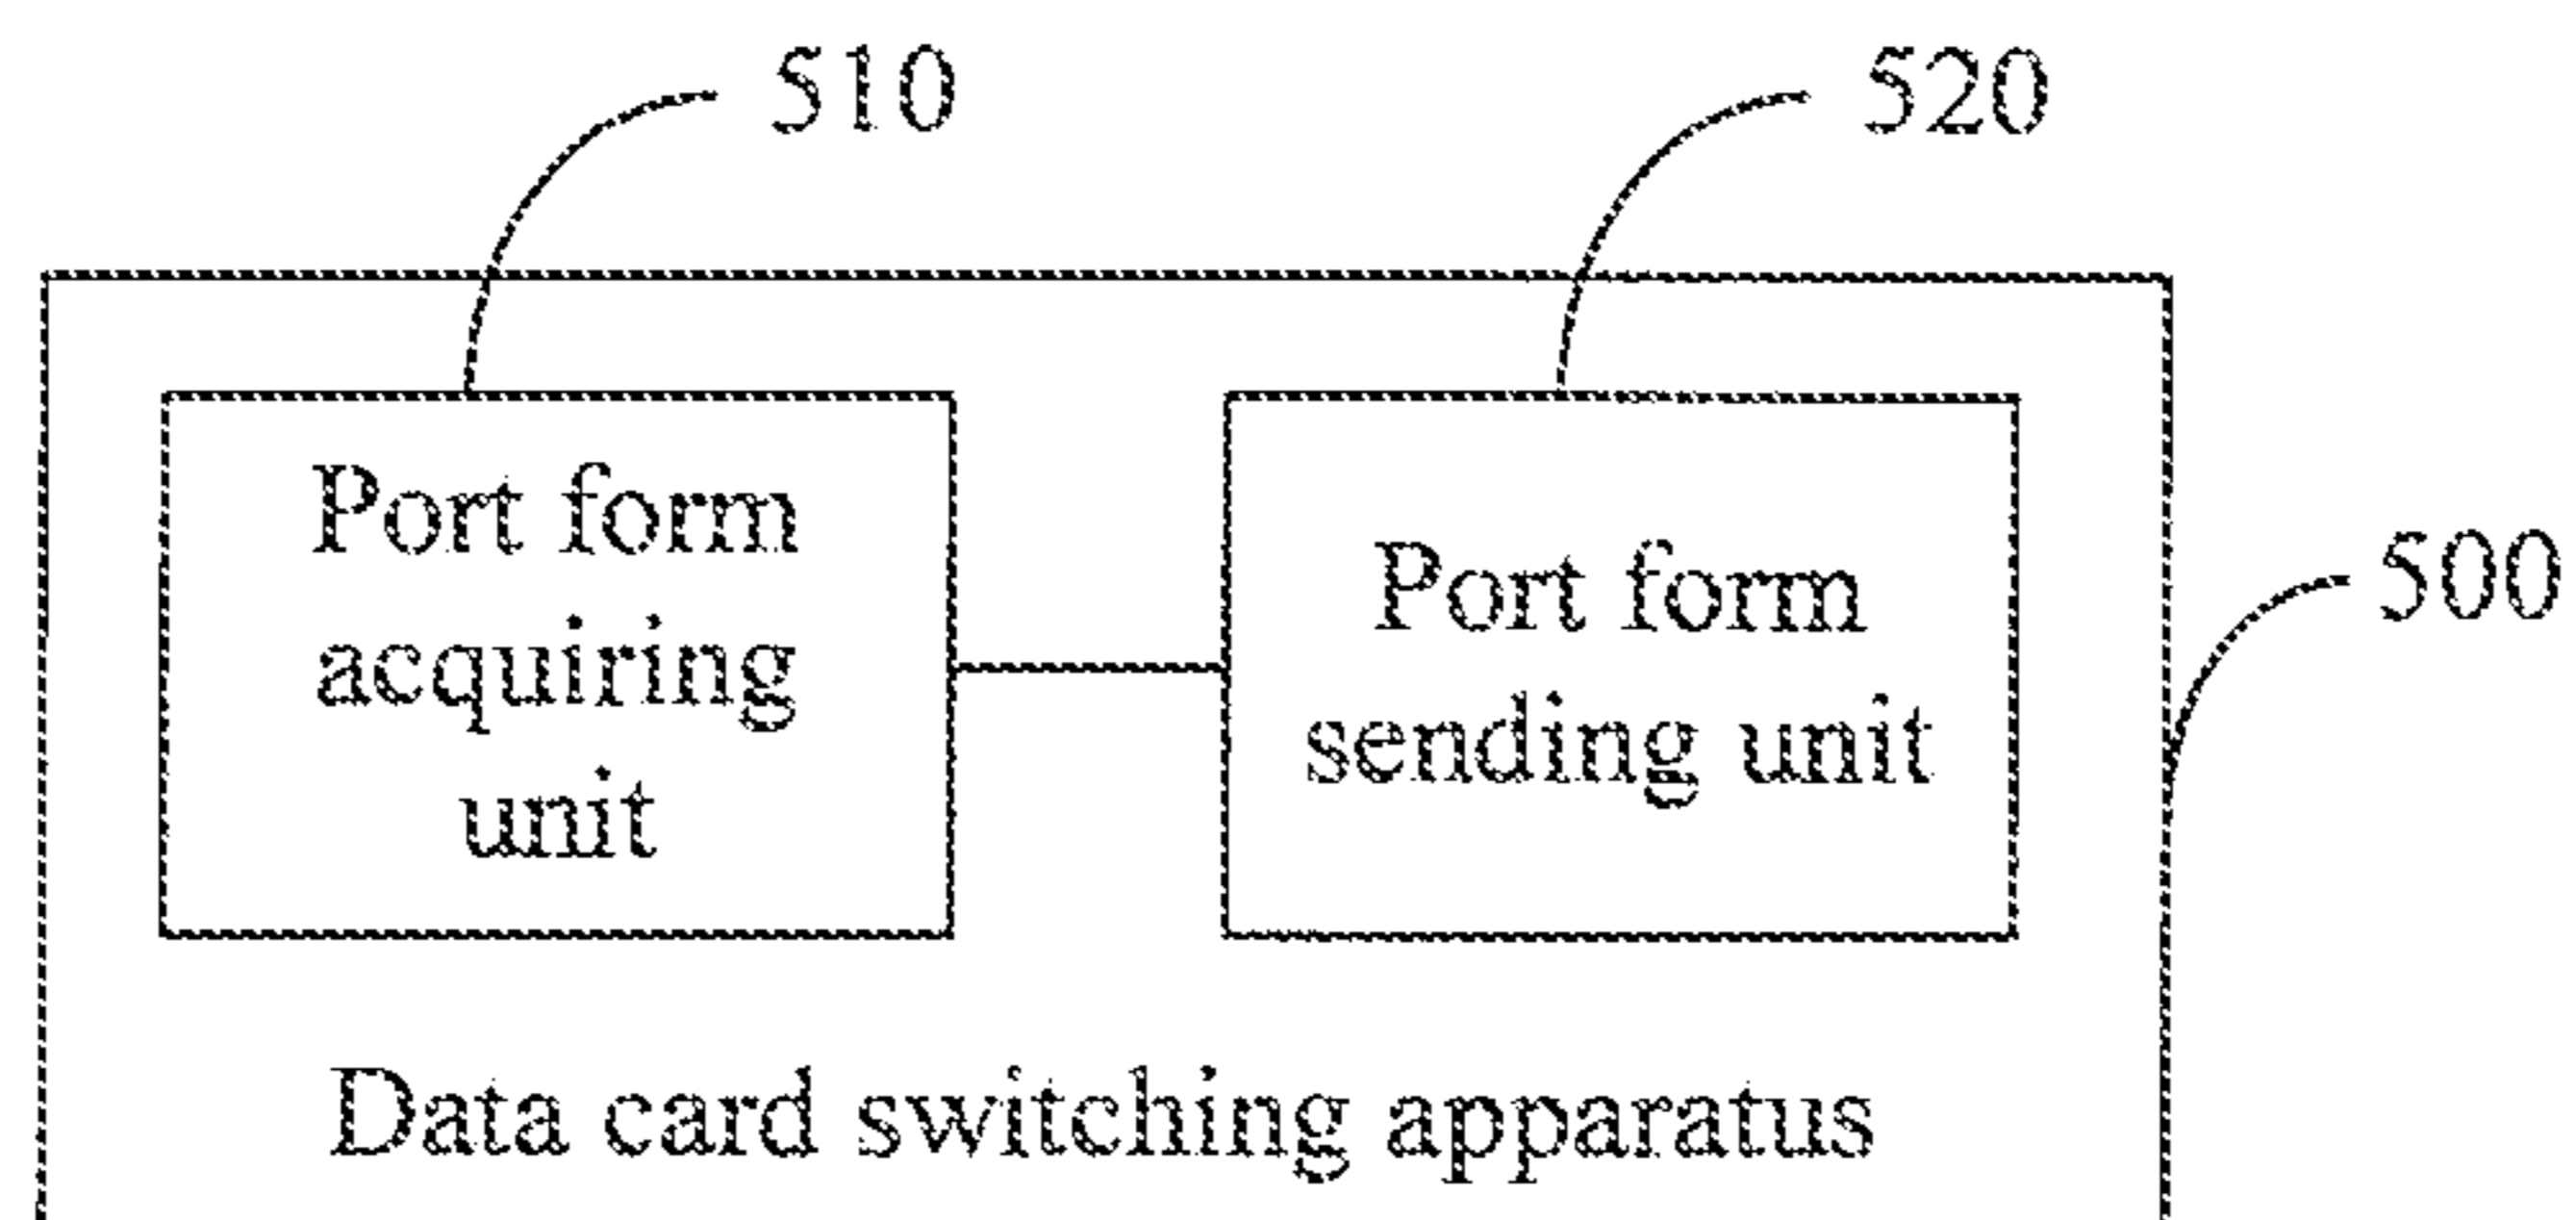 510
520
Port form
acquiring
unit
Port form
sending unit
500
Data card switching apparatus